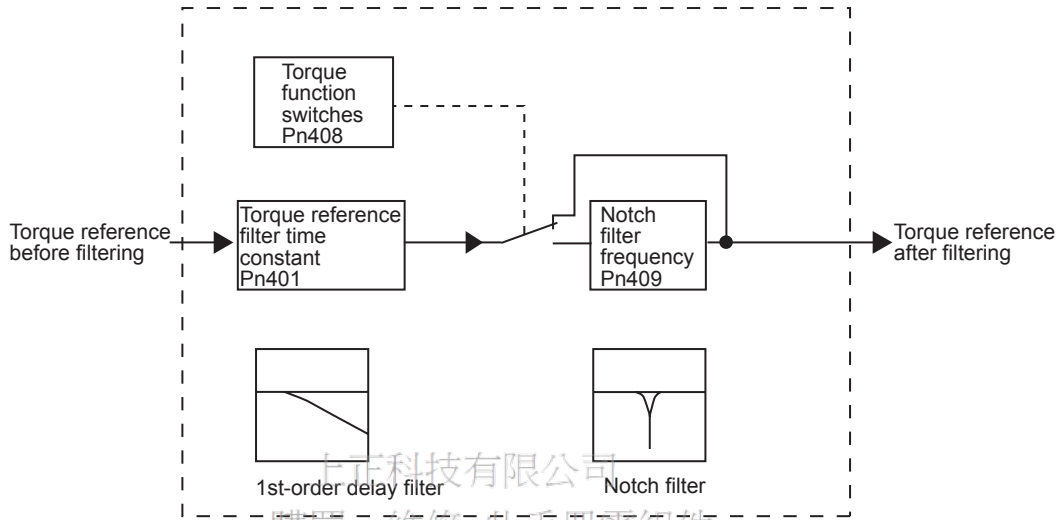 Torque
function
switches
Pn408
Torque reference
before filtering
Torque reference
filter time
constant
Pn401
Notch
filter
frequency
Pn409
Torque reference
after filtering
上正科技有限公司
1st-order delay filter
Notch filter